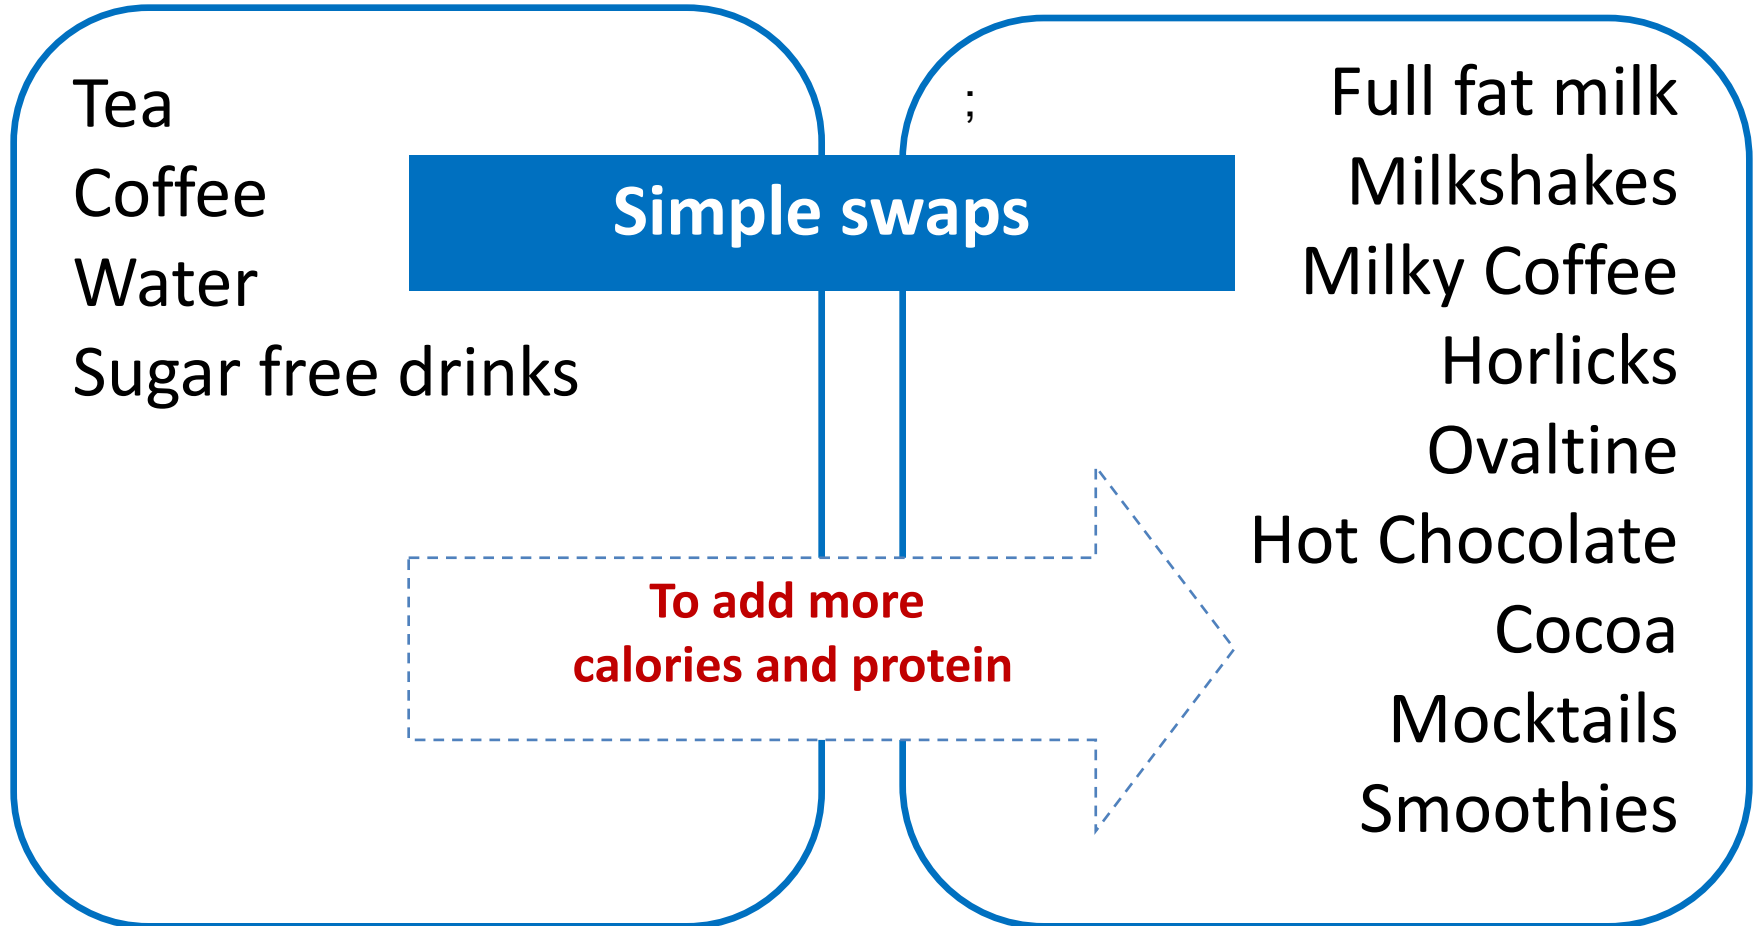 Tea
Coffee
Water
Sugar free drinks
Simple swaps
To add more
calories and protein
;
Full fat milk
Milkshakes
Milky Coffee
Horlicks
Ovaltine
Hot Chocolate
Cocoa
Mocktails
Smoothies